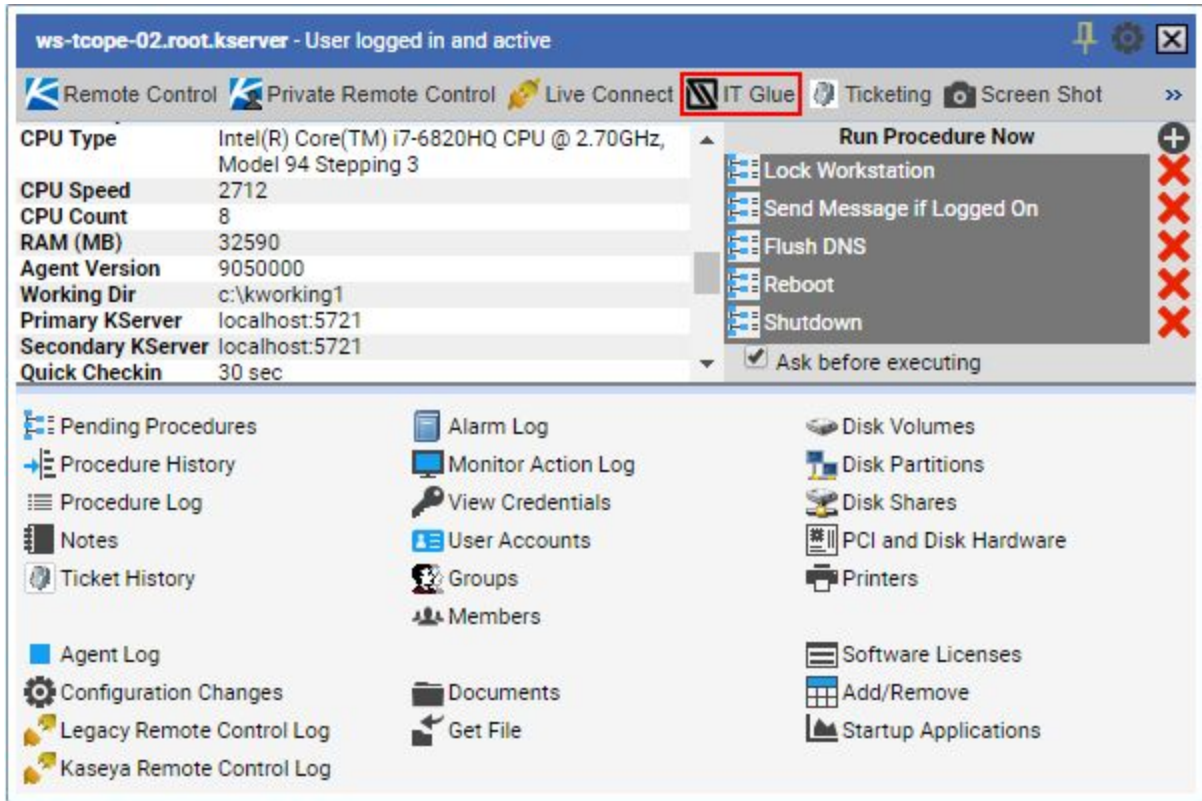 ws-tcope-02.root.kserver - User logged in and active
Remote Control Private Remote Control Live Connect IT Glue Ticketing Screen Shot »
CPU Type Intel(R) Core(TM) i7-6820HQ CPU @ 2.70GHz,
Model 94 Stepping 3
CPU Speed 2712
CPU Count 8
RAM (MB) 32590
Agent Version 9050000
Working Dir c:\kworking1
Primary KServer localhost:5721
Secondary KServer localhost:5721
Quick Checkin 30 sec
Run Procedure Now
Lock Workstation
Send Message if Logged On
Flush DNS
Reboot
Shutdown
Ask before executing
Pending Procedures
Procedure History
Procedure Log
Notes
Ticket History
Agent Log
Configuration Changes
Legacy Remote Control Log
Kaseya Remote Control Log
Alarm Log
Monitor Action Log
View Credentials
User Accounts
Groups
Members
Documents
Get File
Disk Volumes
Disk Partitions
Disk Shares
PCI and Disk Hardware
Printers
Software Licenses
Add/Remove
Startup Applications